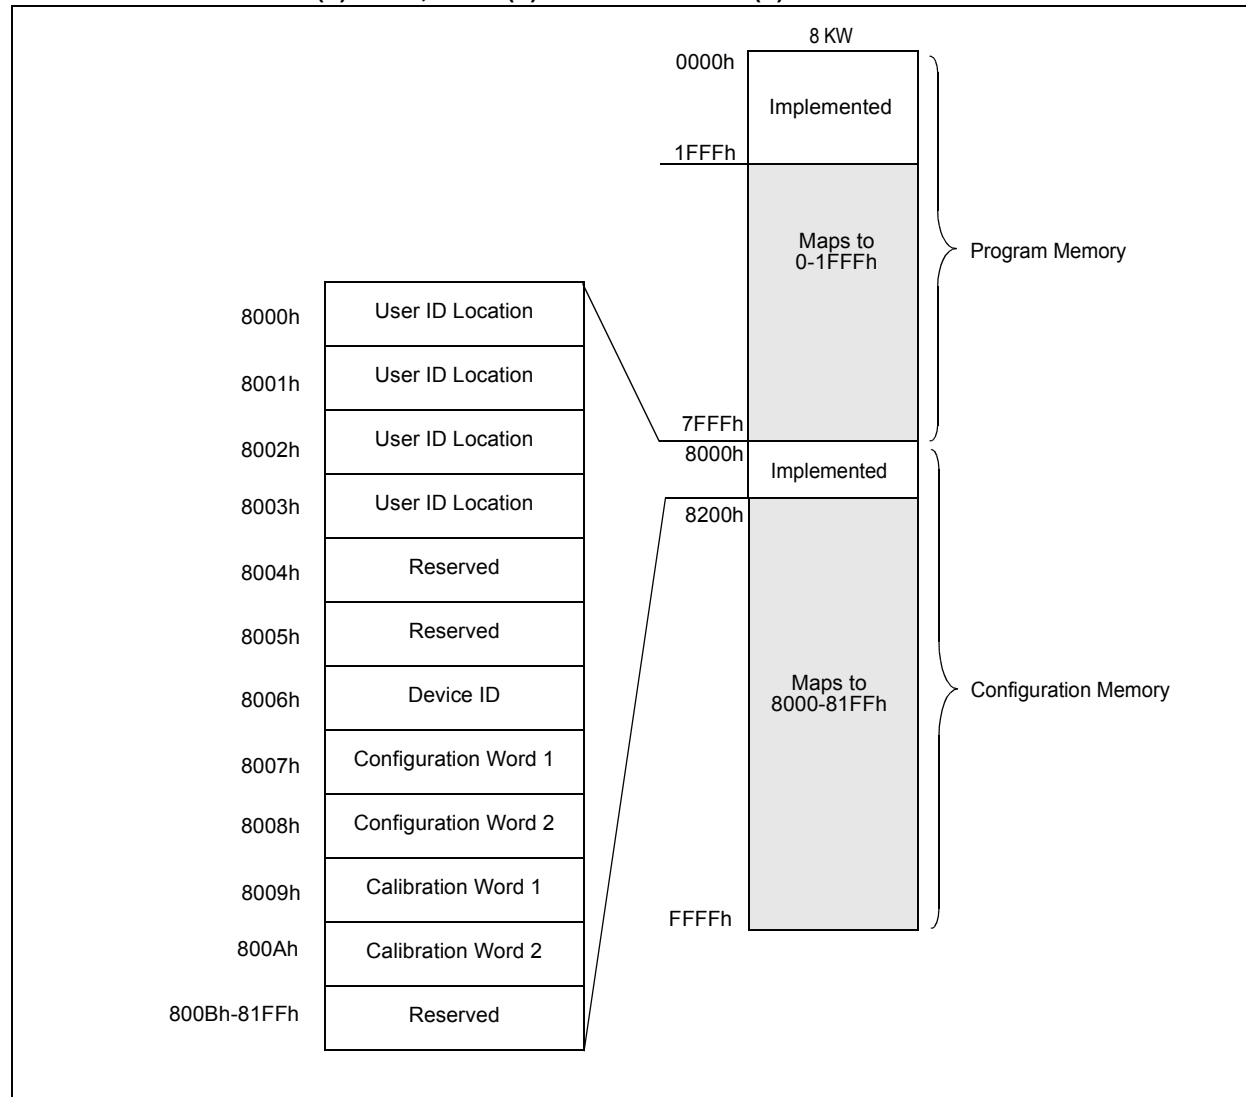 8 KW
0000h
Implemented
1FFFh
Maps to
0-1FFFh
Program Memory
7FFFh
8000h
Implemented
8200h
Maps to
8000-81FFh
Configuration Memory
FFFFh
8000h User ID Location
8001h User ID Location
8002h User ID Location
8003h User ID Location
8004h Reserved
8005h Reserved
8006h Device ID
8007h Configuration Word 1
8008h Configuration Word 2
8009h Calibration Word 1
800Ah Calibration Word 2
800Bh-81FFh Reserved